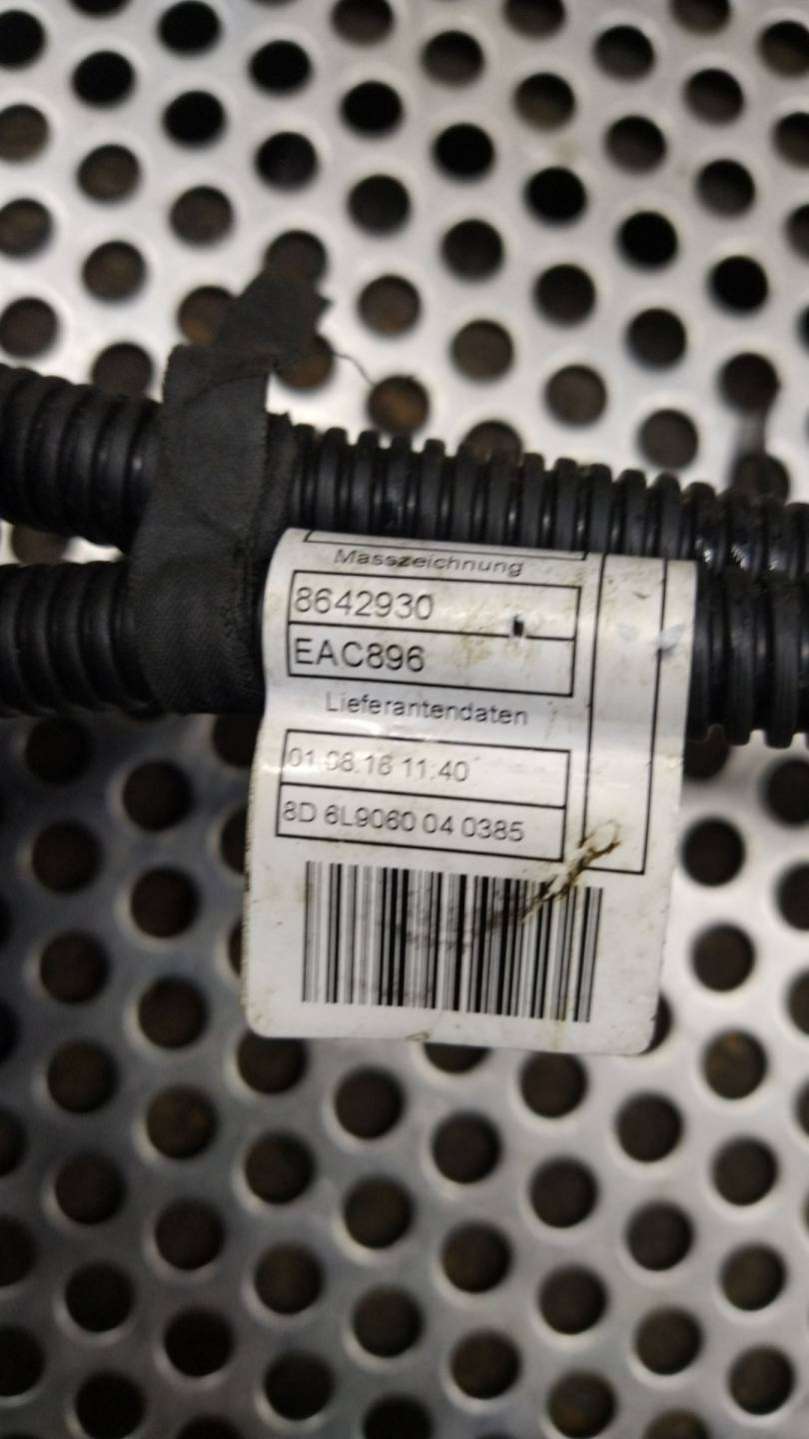 Masszeichnung
8642930
EAC896
Lieferantendaten
01.08.16 11:40
8D 6L9060 04 0385